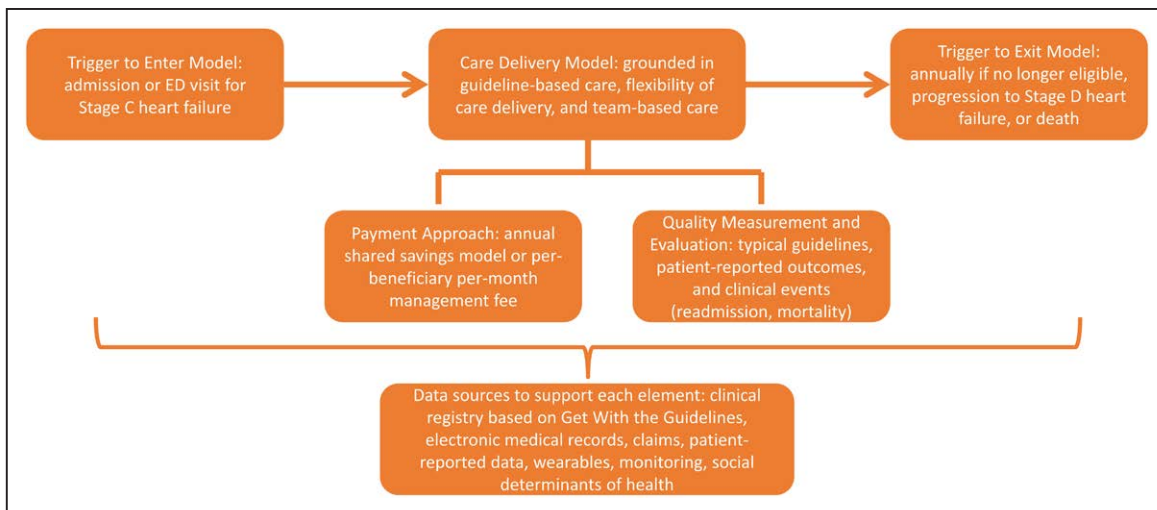 Trigger to Enter Model:
admission or ED visit for
Stage C heart failure
Care Delivery Model: grounded in
guideline-based care, flexibility of
care delivery, and team-based care
Trigger to Exit Model:
annually if no longer eligible,
progression to Stage D heart
failure, or death
Payment Approach: annual
shared savings model or per-
beneficiary per-month
management fee
Quality Measurement and
Evaluation: typical guidelines,
patient-reported outcomes,
and clinical events
(readmission, mortality)
Data sources to support each element: clinical
registry based on Get With the Guidelines,
electronic medical records, claims, patient-
reported data, wearables, monitoring, social
determinants of health